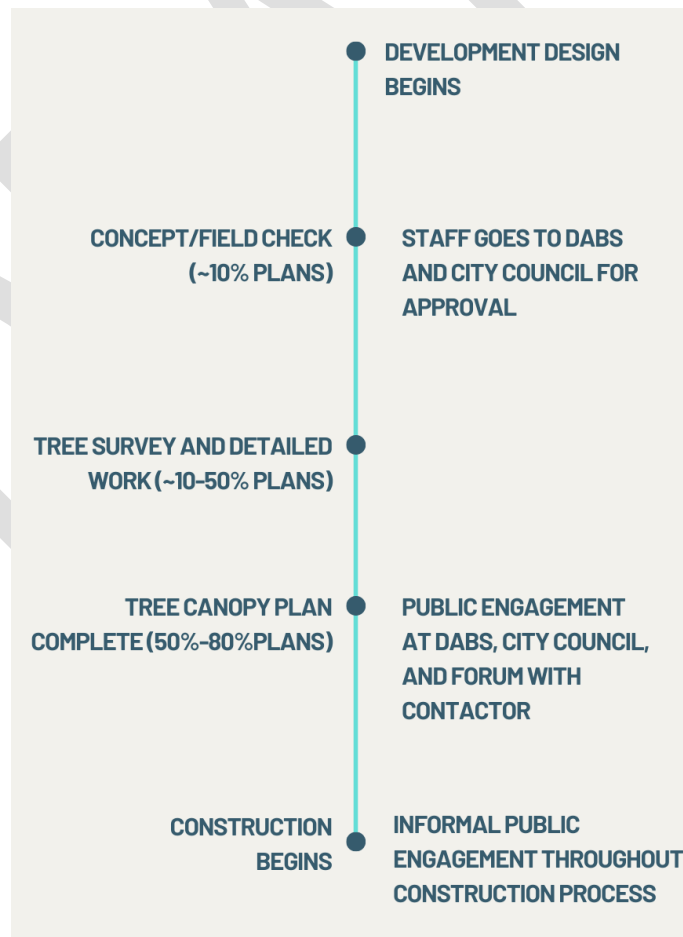 DEVELOPMENT DESIGN
BEGINS
CONCEPT/FIELD CHECK
(~10% PLANS)
STAFF GOES TO DABS
AND CITY COUNCIL FOR
APPROVAL
TREE SURVEY AND DETAILED
WORK (~10-50% PLANS)
TREE CANOPY PLAN
COMPLETE (50%-80%PLANS)
PUBLIC ENGAGEMENT
AT DABS, CITY COUNCIL,
AND FORUM WITH
CONTACTOR
CONSTRUCTION
BEGINS
INFORMAL PUBLIC
ENGAGEMENT THROUGHOUT
CONSTRUCTION PROCESS